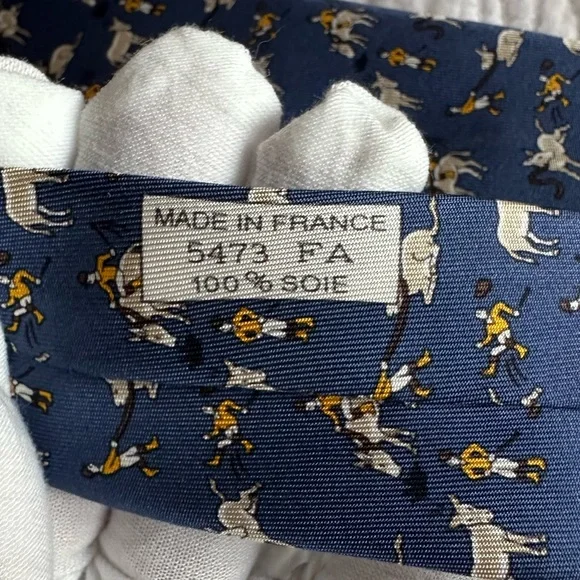 MADE IN FRANCE
5473 FA
100% SOIE